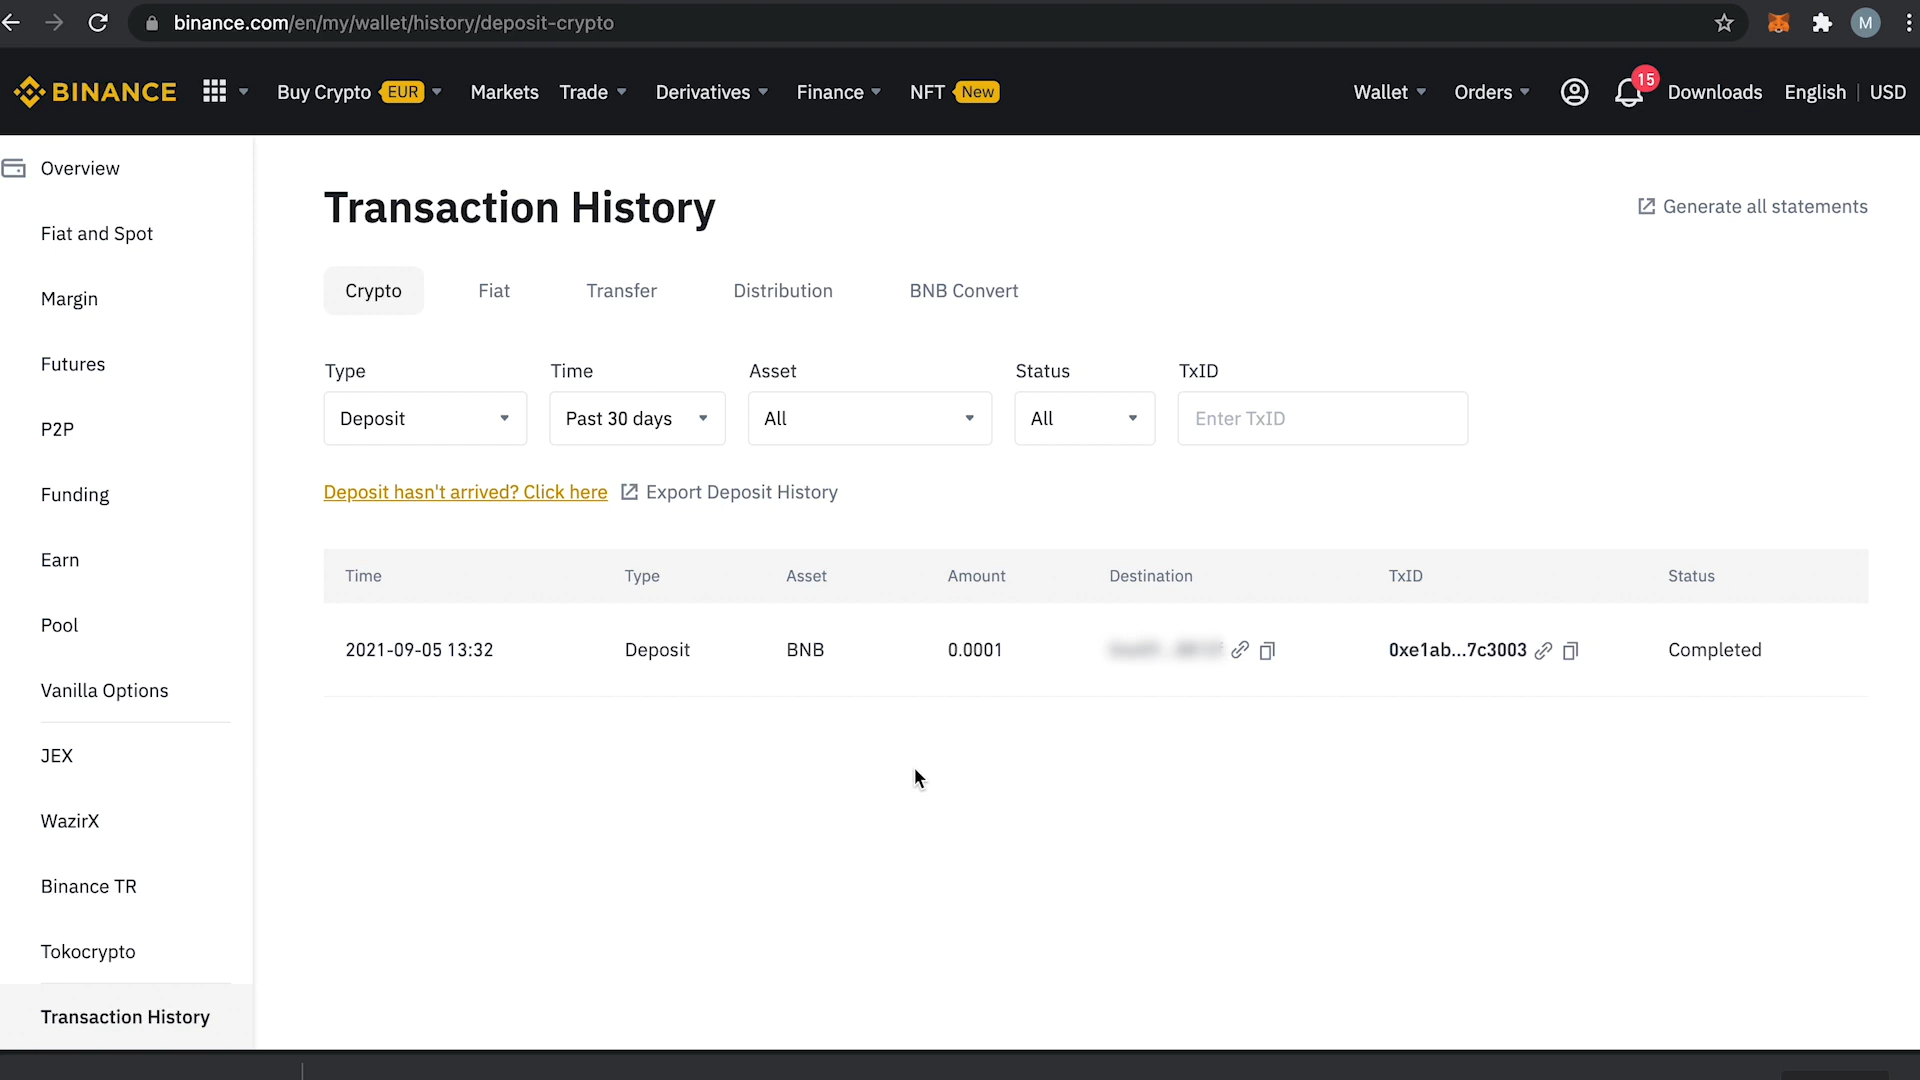 binance.com/en/my/wallet/history/deposit-crypto
M
BINANCE Buy Crypto EUR Markets Trade Derivatives Finance NFT New Wallet Orders 15 Downloads English | USD
Overview
Fiat and Spot
Margin
Futures
P2P
Funding
Earn
Pool
Vanilla Options
JEX
WazirX
Binance TR
Tokocrypto
Transaction History
Transaction History
Generate all statements
Crypto Fiat Transfer Distribution BNB Convert
Type Time Asset Status TxID
Deposit Past 30 days All All Enter TxID
Deposit hasn't arrived? Click here Export Deposit History
Time Type Asset Amount Destination TxID Status
2021-09-05 13:32 Deposit BNB 0.0001 0xe1ab...7c3003 Completed